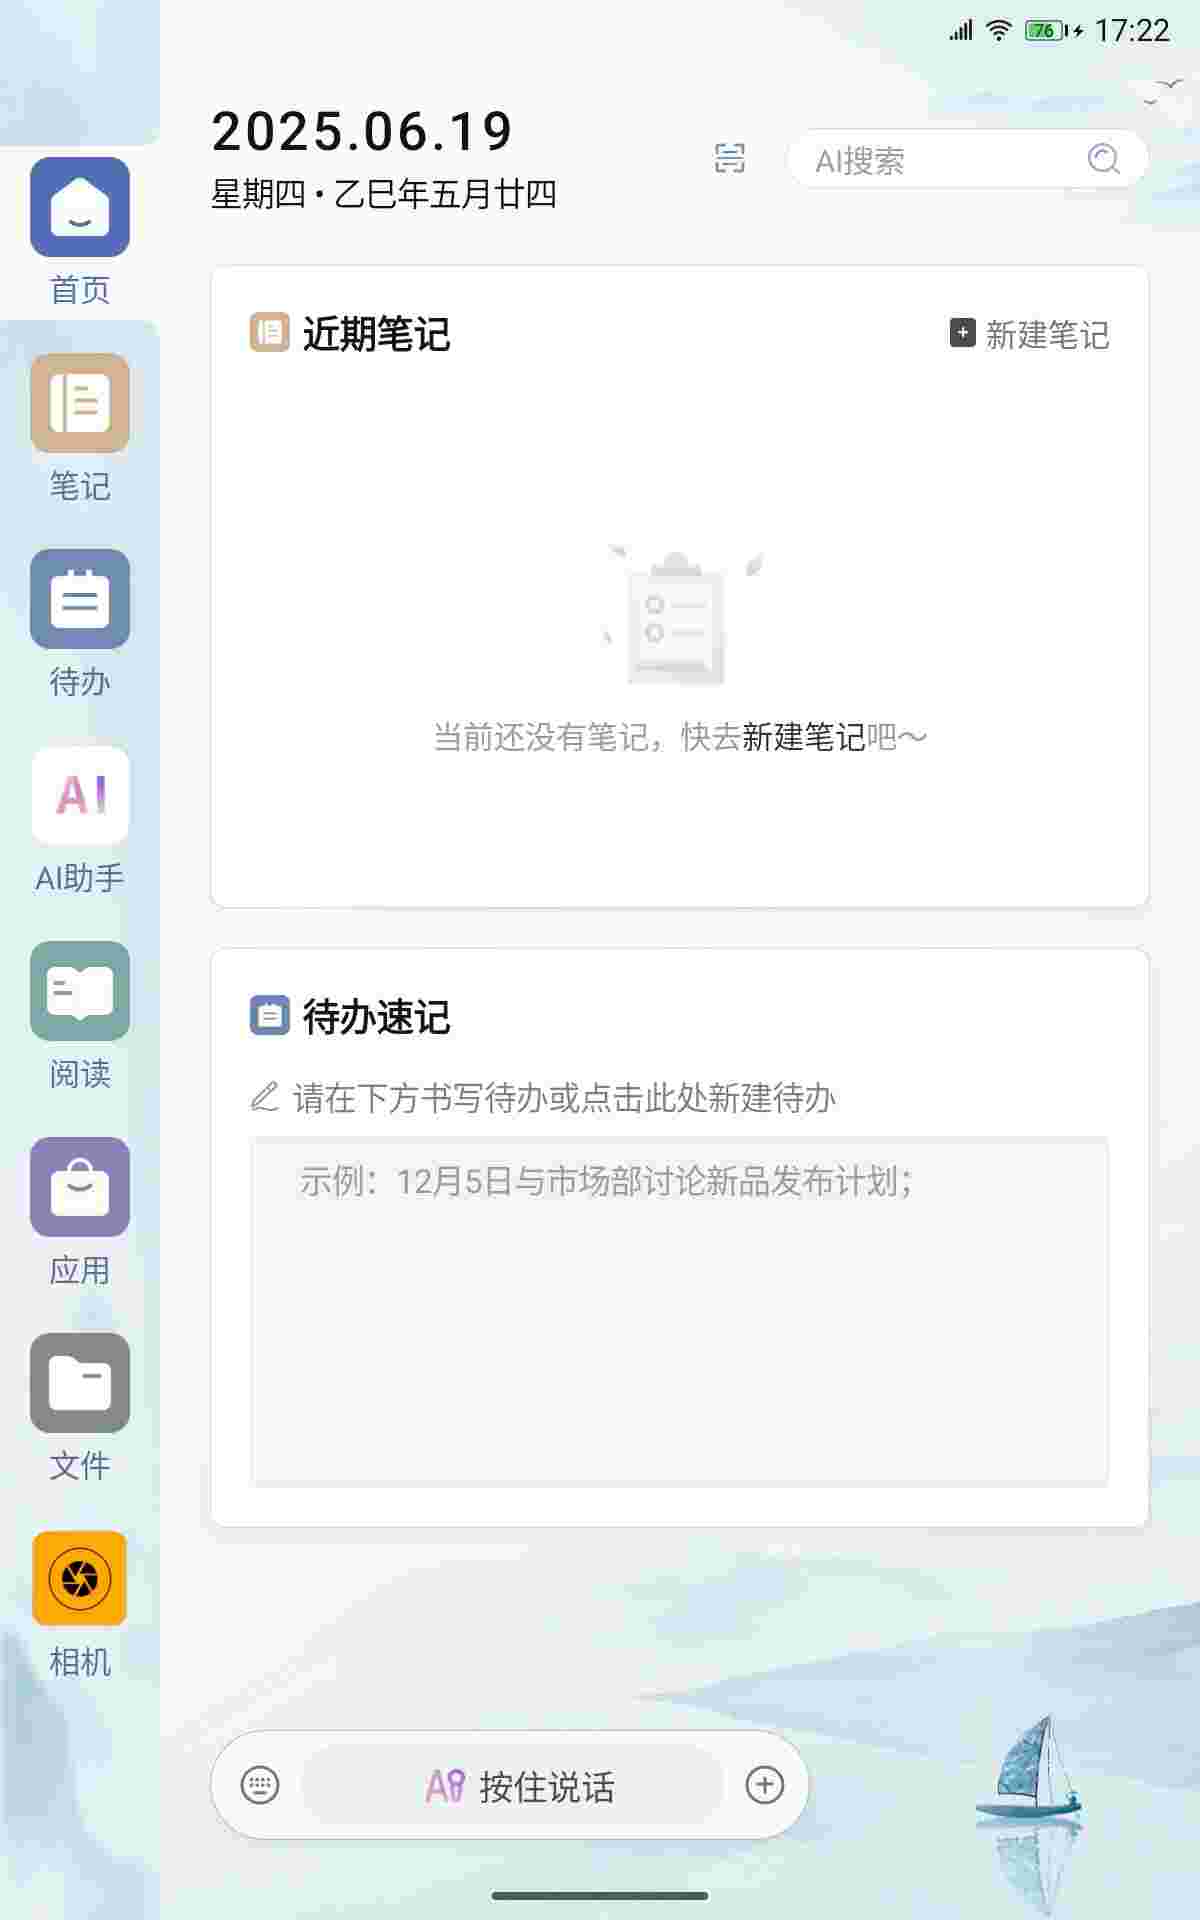 76 17:22
2025.06.19
星期四·乙巳年五月廿四
AI搜索
首页
近期笔记
新建笔记
笔记
待办
当前还没有笔记，快去新建笔记吧～
AI
AI助手
待办速记
阅读
请在下方书写待办或点击此处新建待办
示例：12月5日与市场部讨论新品发布计划；
应用
文件
相机
AI 按住说话